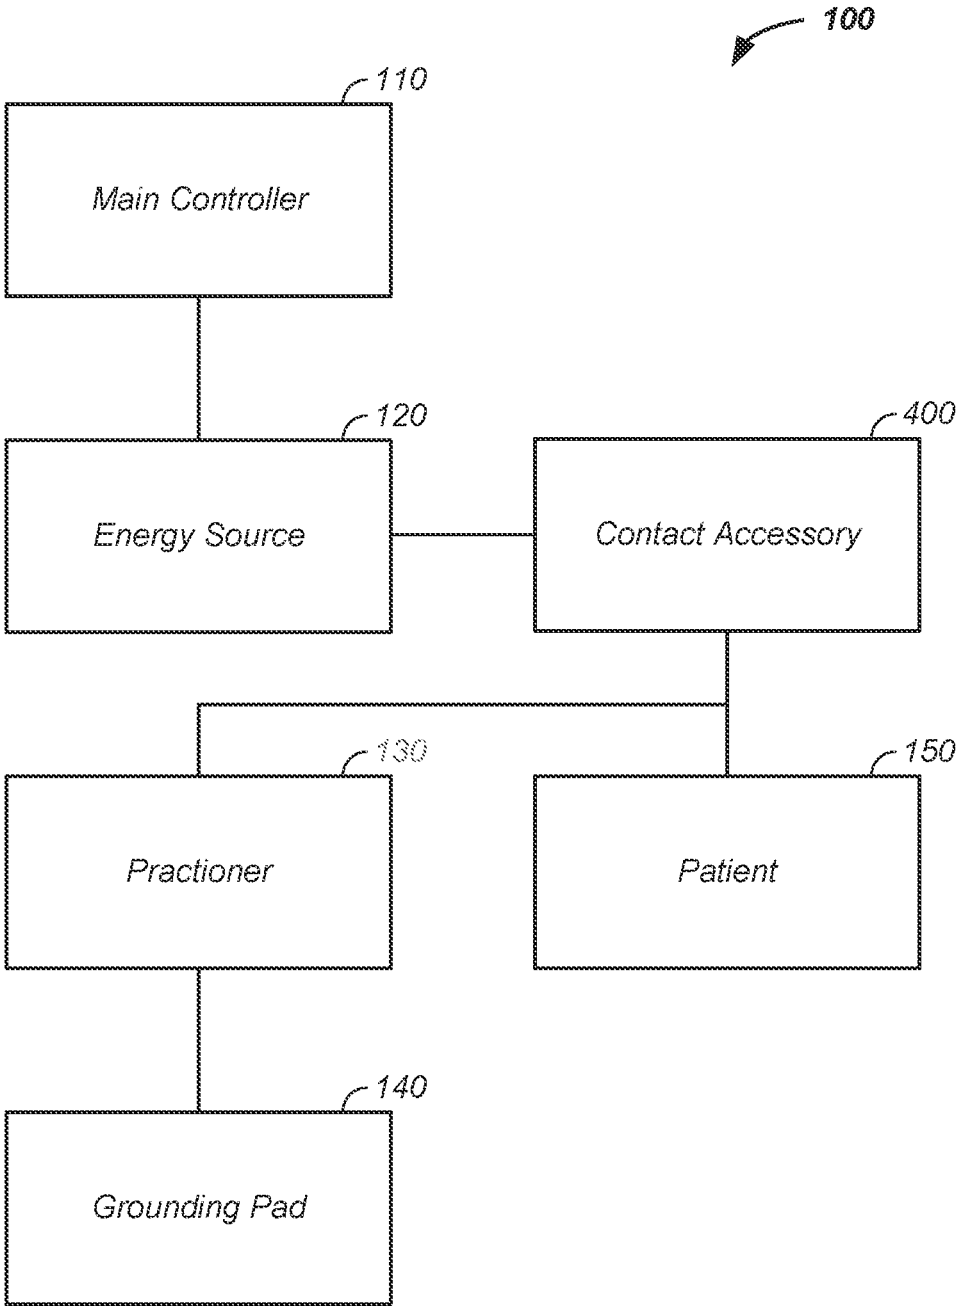 100
110
Main Controller
120
400
Energy Source
Contact Accessory
130
150
Practioner
Patient
140
Grounding Pad